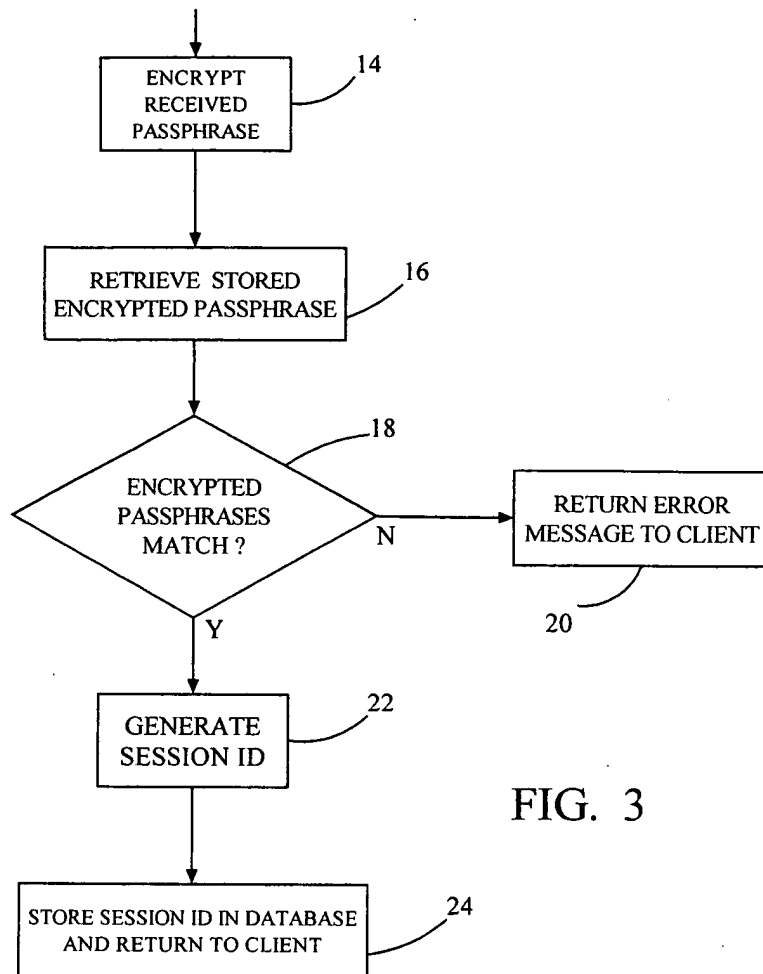 14
ENCRYPT
RECEIVED
PASSPHRASE
16
RETRIEVE STORED
ENCRYPTED PASSPHRASE
18
ENCRYPTED
PASSPHRASES
MATCH ?
N
RETURN ERROR
MESSAGE TO CLIENT
20
Y
22
GENERATE
SESSION ID
FIG. 3
24
STORE SESSION ID IN DATABASE
AND RETURN TO CLIENT